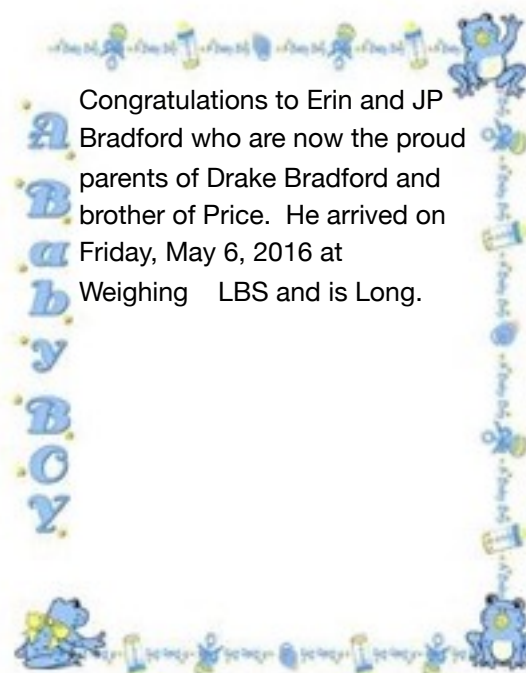 A Baby BOY
Congratulations to Erin and JP
Bradford who are now the proud
parents of Drake Bradford and
brother of Price.  He arrived on
Friday, May 6, 2016 at
Weighing    LBS and is Long.